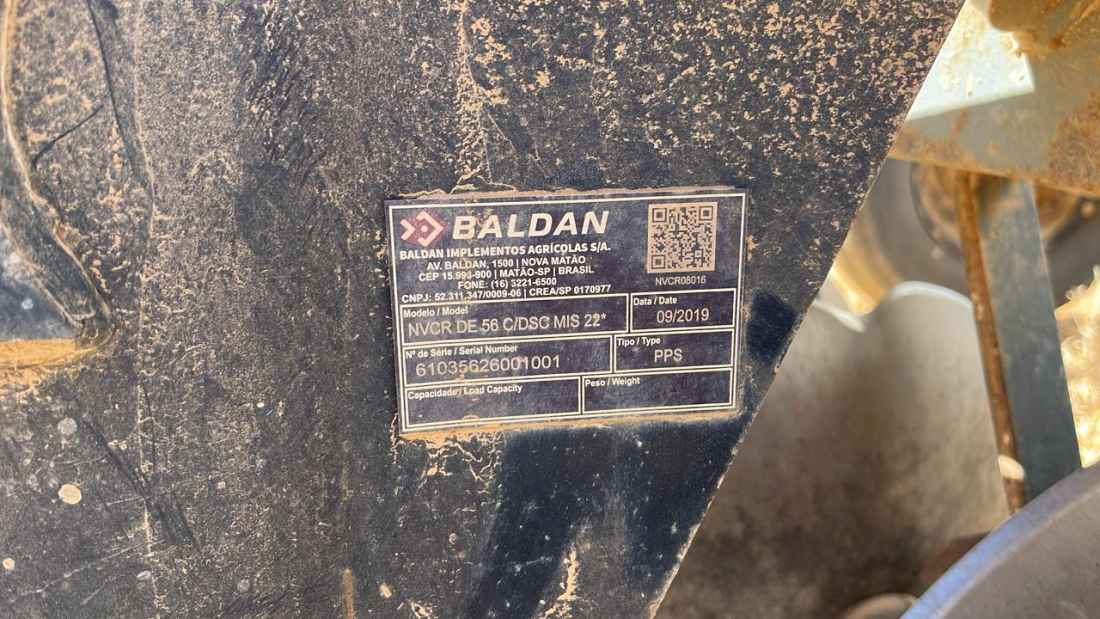 BALDAN
BALDAN IMPLEMENTOS AGRÍCOLAS S/A.
AV. BALDAN, 1500 | NOVA MATÃO
CEP 15.993-900 | MATÃO-SP | BRASIL
FONE: (16) 3221-6500
CNPJ: 52.311.347/0009-06 | CREA/SP 0170977
NVCR08016
Modelo / Model
NVCR DE 56 C/DSC MIS 22"
Data / Date
09/2019
Nº de Série / Serial Number
61035626001001
Tipo / Type
PPS
Capacidade / Load Capacity
Peso / Weight